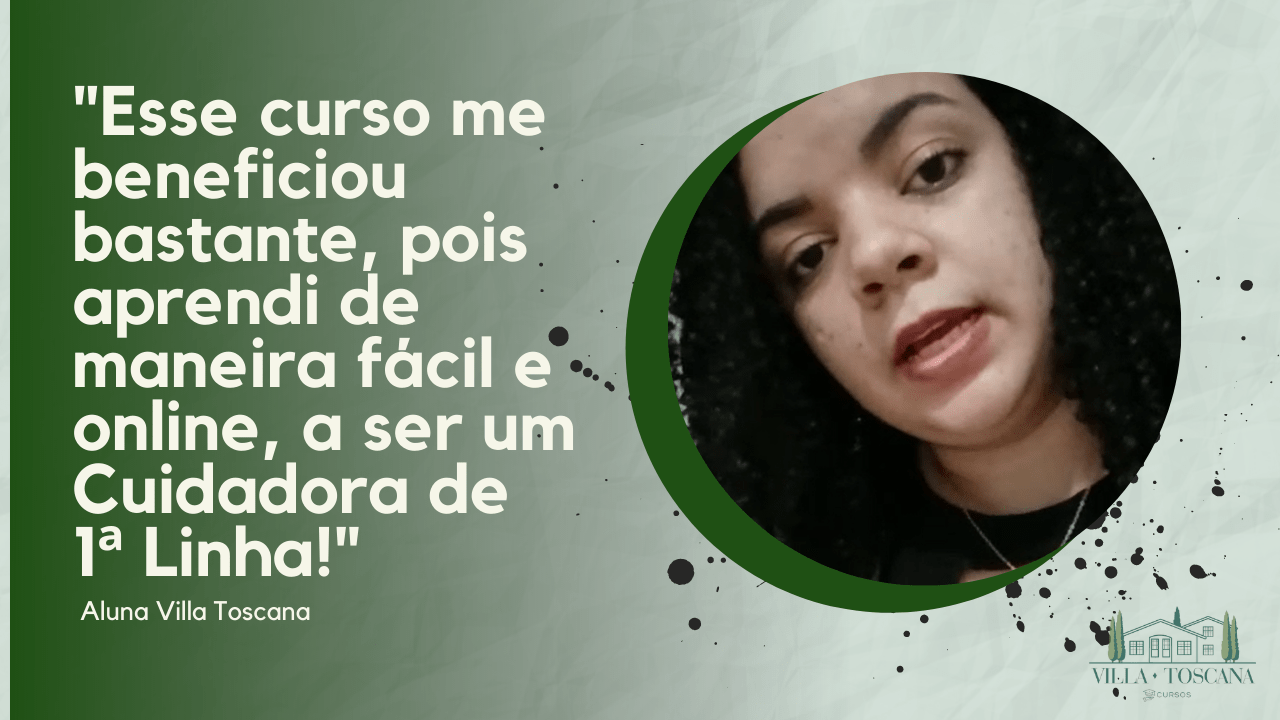 "Esse curso me
beneficiou
bastante, pois
aprendi de
maneira fácil e
online, a ser um
Cuidadora de
1ª Linha!"
Aluna Villa Toscana
VILLA • TOSCANA
CURSOS